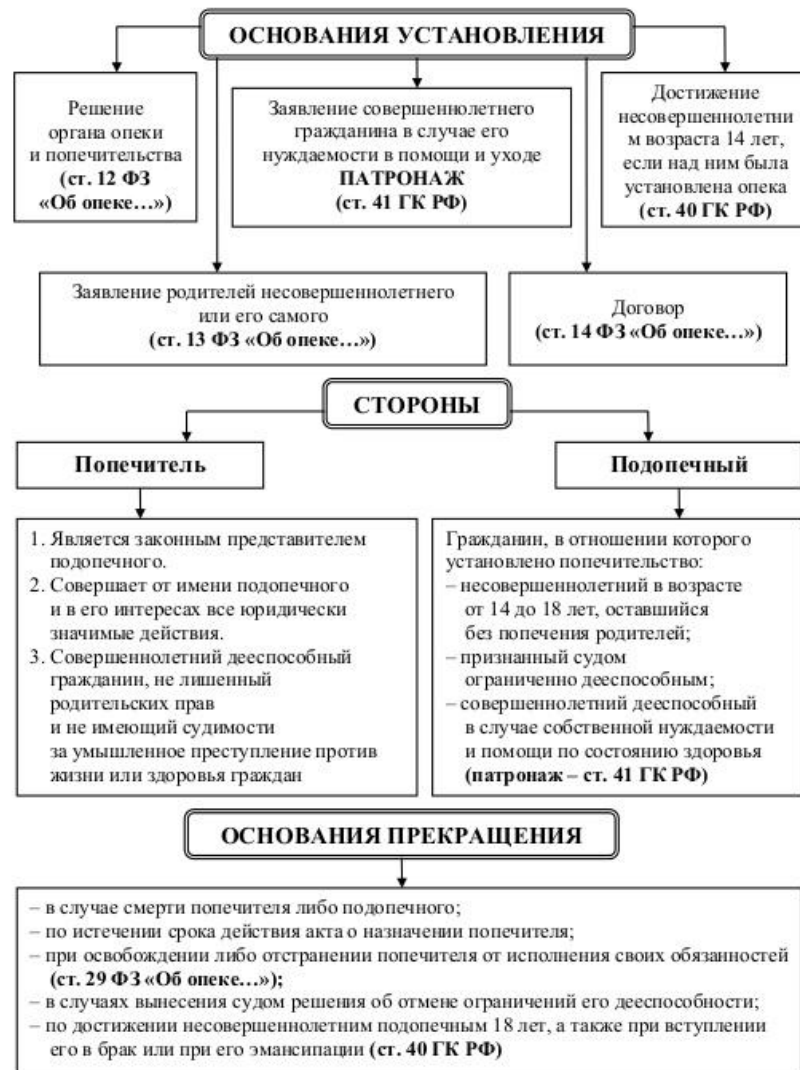 ОСНОВАНИЯ УСТАНОВЛЕНИЯ
Решение
органа опеки
и попечительства
(ст. 12 ФЗ
«Об опеке…»)
Заявление совершеннолетнего
гражданина в случае его
нуждаемости в помощи и уходе
ПАТРОНАЖ
(ст. 41 ГК РФ)
Достижение
несовершеннолетни
м возраста 14 лет,
если над ним была
установлена опека
(ст. 40 ГК РФ)
Заявление родителей несовершеннолетнего
или его самого
(ст. 13 ФЗ «Об опеке…»)
Договор
(ст. 14 ФЗ «Об опеке…»)
СТОРОНЫ
Попечитель
1. Является законным представителем
подопечного.
2. Совершает от имени подопечного
и в его интересах все юридически
значимые действия.
3. Совершеннолетний дееспособный
гражданин, не лишенный
родительских прав
и не имеющий судимости
за умышленное преступление против
жизни или здоровья граждан
Подопечный
Гражданин, в отношении которого
установлено попечительство:
– несовершеннолетний в возрасте
от 14 до 18 лет, оставшийся
без попечения родителей;
– признанный судом
ограниченно дееспособным;
– совершеннолетний дееспособный
в случае собственной нуждаемости
и помощи по состоянию здоровья
(патронаж – ст. 41 ГК РФ)
ОСНОВАНИЯ ПРЕКРАЩЕНИЯ
– в случае смерти попечителя либо подопечного;
– по истечении срока действия акта о назначении попечителя;
– при освобождении либо отстранении попечителя от исполнения своих обязанностей
(ст. 29 ФЗ «Об опеке…»);
– в случаях вынесения судом решения об отмене ограничений его дееспособности;
– по достижении несовершеннолетним подопечным 18 лет, а также при вступлении
его в брак или при его эмансипации (ст. 40 ГК РФ)